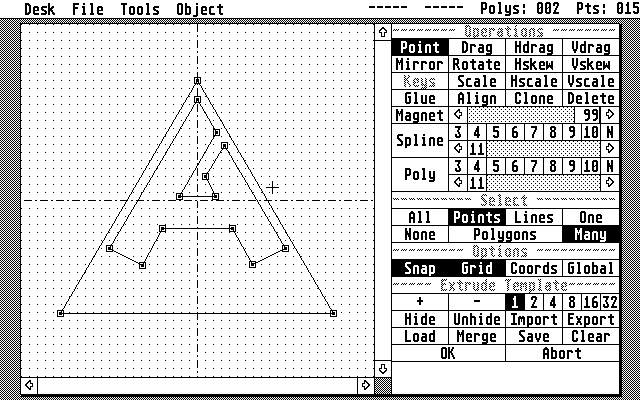 Desk File Tools Object ----- ----- Polys: 002 Pts: 015
Operations
Point Drag Hdrag Vdrag
Mirror Rotate Hskew Vskew
Keys Scale Hscale Vscale
Glue Align Clone Delete
Magnet 99
Spline 3 4 5 6 7 8 9 10 N
11
Poly 3 4 5 6 7 8 9 10 N
11
Select
All Points Lines One
None Polygons Many
Options
Snap Grid Coords Global
Extrude Template
+ - 1 2 4 8 16 32
Hide Unhide Import Export
Load Merge Save Clear
OK Abort